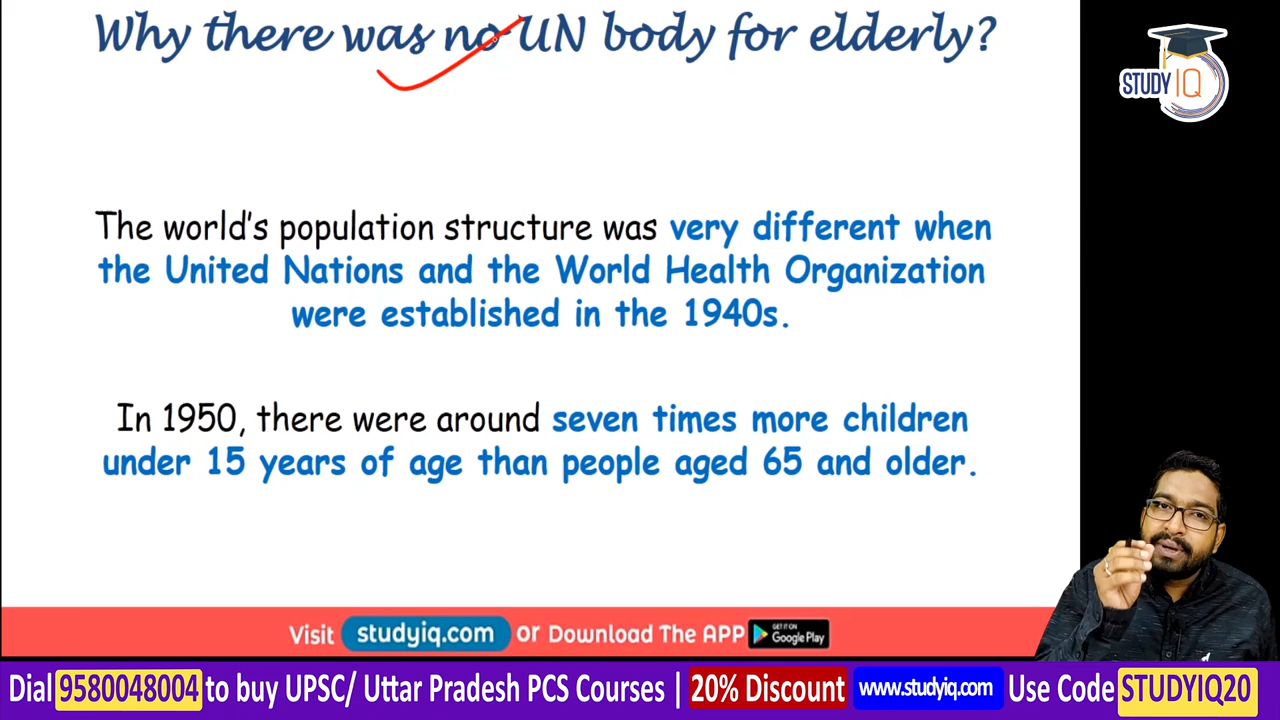 Why there was no UN body for elderly?
STUDY IQ
The world's population structure was very different when
the United Nations and the World Health Organization
were established in the 1940s.
In 1950, there were around seven times more children
under 15 years of age than people aged 65 and older.
Visit studyiq.com or Download The APP GET IT ON Google Play
Dial 9580048004 to buy UPSC/ Uttar Pradesh PCS Courses | 20% Discount www.studyiq.com Use Code STUDYIQ20